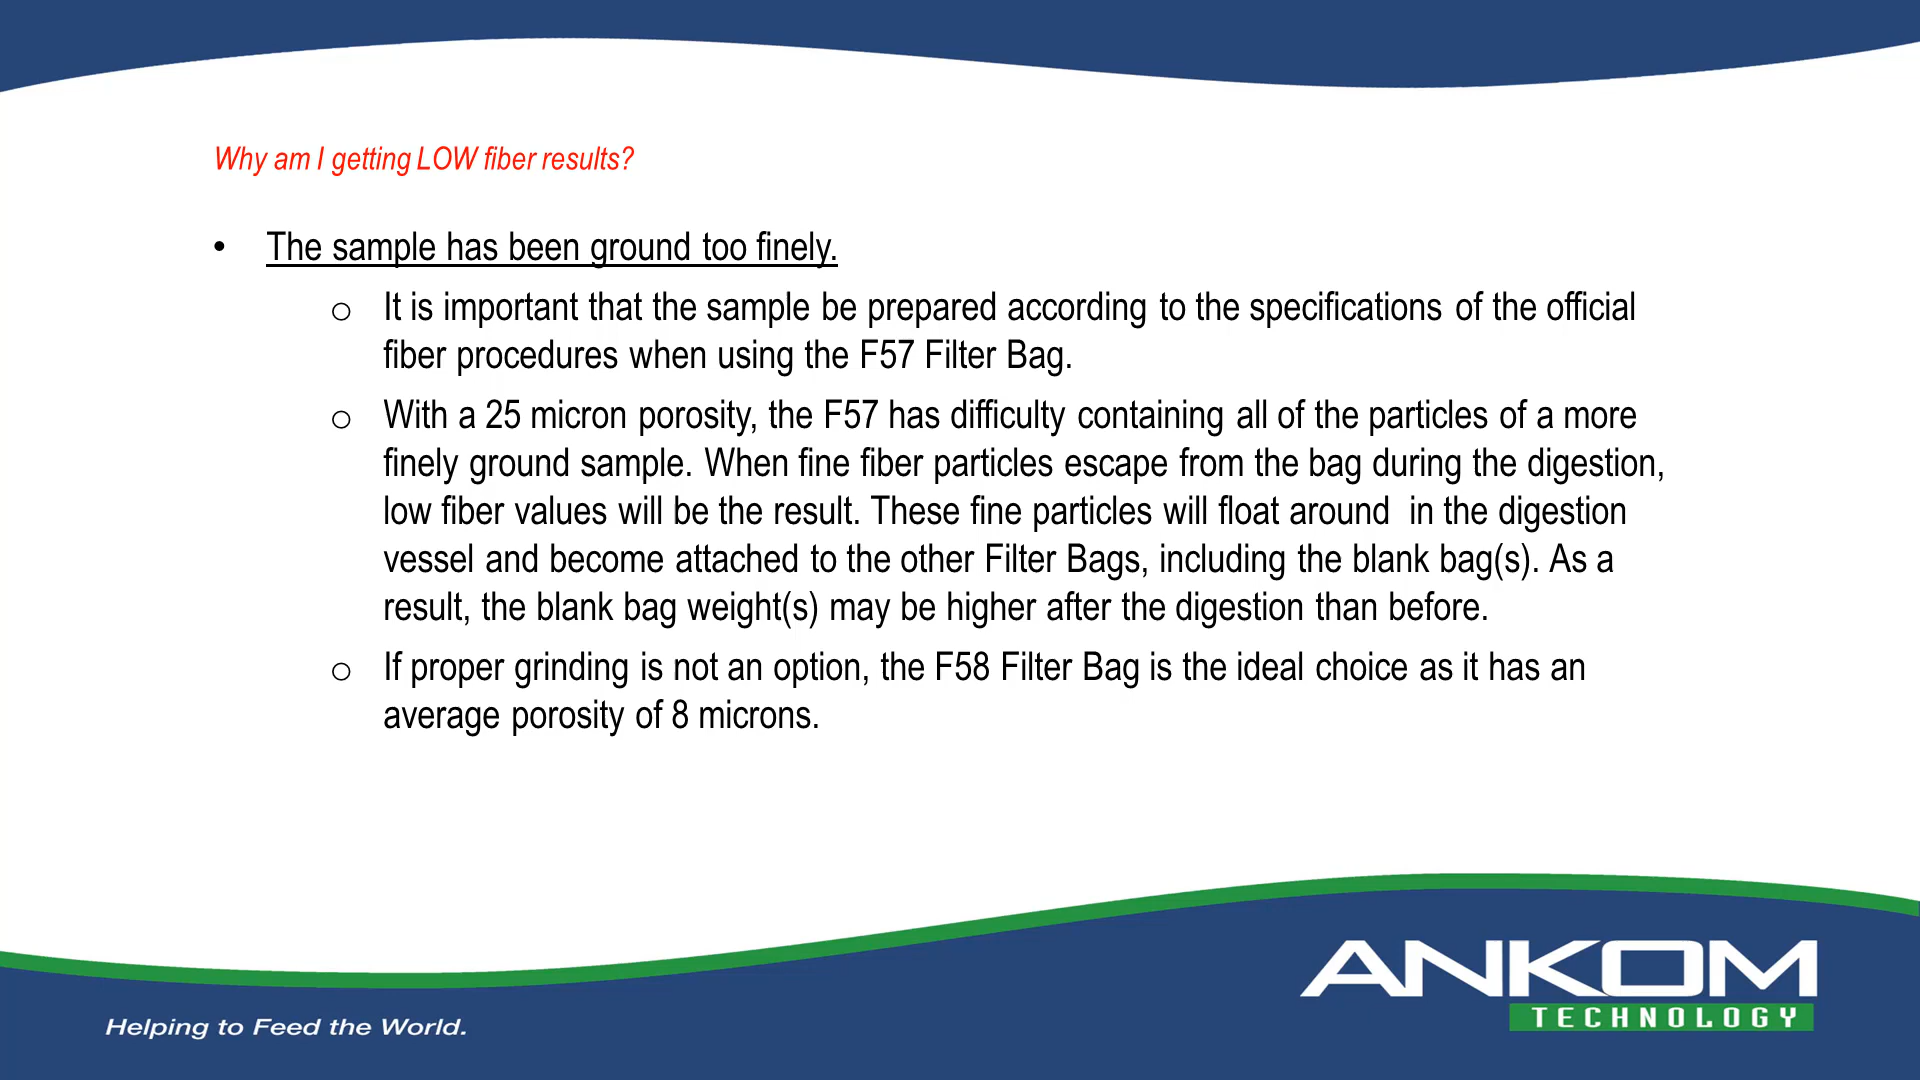 Why am I getting LOW fiber results?
• The sample has been ground too finely.
o It is important that the sample be prepared according to the specifications of the official
fiber procedures when using the F57 Filter Bag.
o With a 25 micron porosity, the F57 has difficulty containing all of the particles of a more
finely ground sample. When fine fiber particles escape from the bag during the digestion,
low fiber values will be the result. These fine particles will float around  in the digestion
vessel and become attached to the other Filter Bags, including the blank bag(s). As a
result, the blank bag weight(s) may be higher after the digestion than before.
o If proper grinding is not an option, the F58 Filter Bag is the ideal choice as it has an
average porosity of 8 microns.
Helping to Feed the World.
ANKOM
TECHNOLOGY